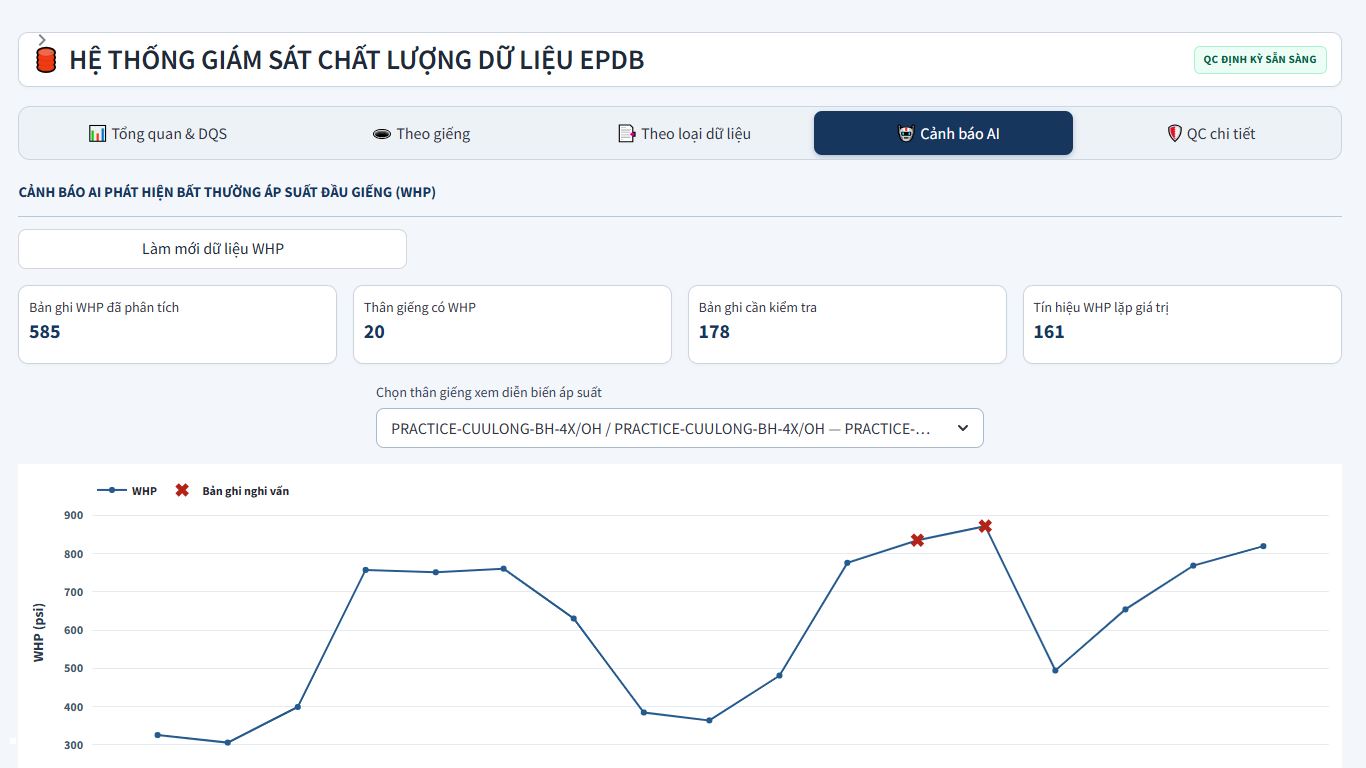 HỆ THỐNG GIÁM SÁT CHẤT LƯỢNG DỮ LIỆU EPDB
QC ĐỊNH KỲ SẴN SÀNG
Tổng quan & DQS
Theo giếng
Theo loại dữ liệu
Cảnh báo AI
QC chi tiết
CẢNH BÁO AI PHÁT HIỆN BẤT THƯỜNG ÁP SUẤT ĐẦU GIẾNG (WHP)
Làm mới dữ liệu WHP
Bản ghi WHP đã phân tích
585
Thân giếng có WHP
20
Bản ghi cần kiểm tra
178
Tín hiệu WHP lặp giá trị
161
Chọn thân giếng xem diễn biến áp suất
PRACTICE-CUULONG-BH-4X/OH / PRACTICE-CUULONG-BH-4X/OH — PRACTICE-...
WHP
Bản ghi nghi vấn
900
800
700
600
500
400
300
WHP (psi)